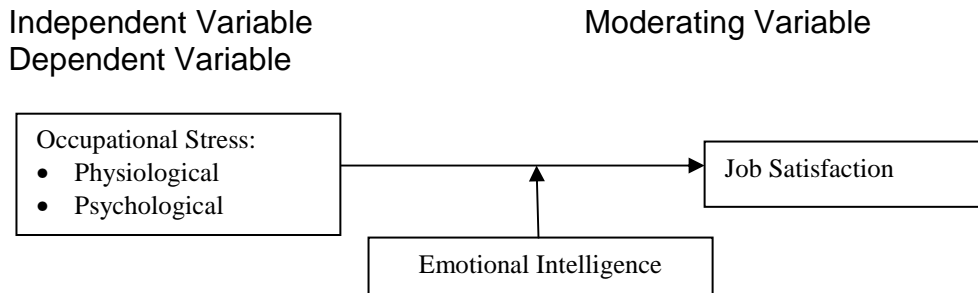 Independent Variable Moderating Variable
Dependent Variable
Occupational Stress:
• Physiological
• Psychological
Job Satisfaction
Emotional Intelligence